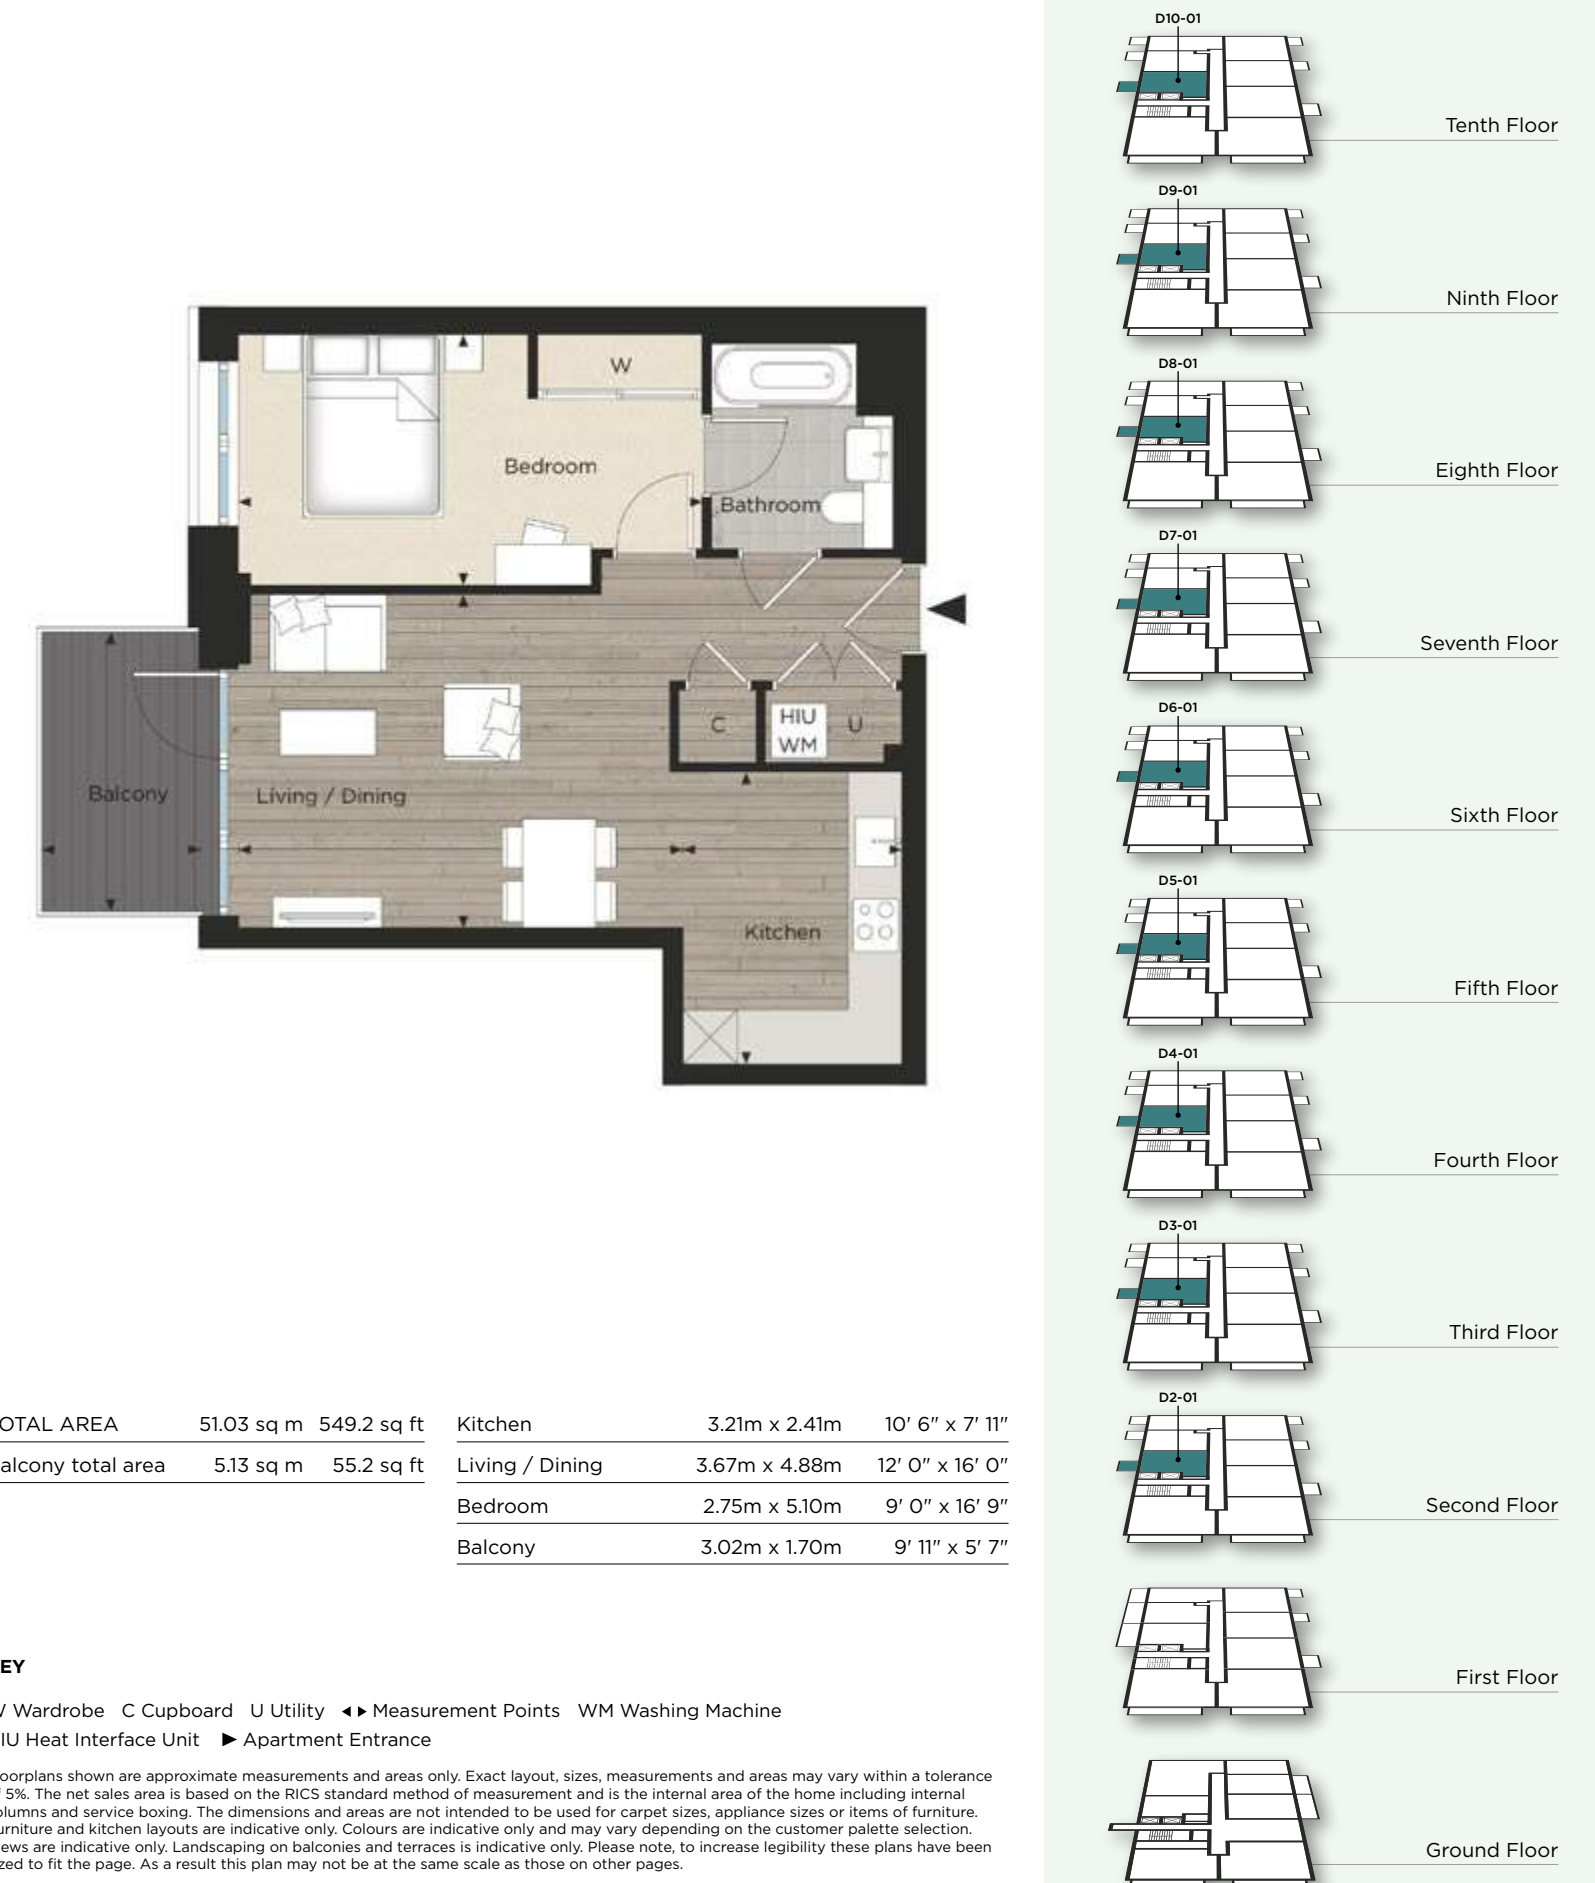 W
Bedroom
Bathroom
C
HIU
WM
U
Balcony
Living / Dining
Kitchen
OTAL AREA 51.03 sq m 549.2 sq ft
alcony total area 5.13 sq m 55.2 sq ft
Kitchen 3.21m x 2.41m 10' 6" x 7' 11"
Living / Dining 3.67m x 4.88m 12' 0" x 16' 0"
Bedroom 2.75m x 5.10m 9' 0" x 16' 9"
Balcony 3.02m x 1.70m 9' 11" x 5' 7"
EY
Wardrobe C Cupboard U Utility ◂ ▸ Measurement Points WM Washing Machine
IU Heat Interface Unit ▶ Apartment Entrance
oorplans shown are approximate measurements and areas only. Exact layout, sizes, measurements and areas may vary within a tolerance
5%. The net sales area is based on the RICS standard method of measurement and is the internal area of the home including internal
olumns and service boxing. The dimensions and areas are not intended to be used for carpet sizes, appliance sizes or items of furniture.
urniture and kitchen layouts are indicative only. Colours are indicative only and may vary depending on the customer palette selection.
ews are indicative only. Landscaping on balconies and terraces is indicative only. Please note, to increase legibility these plans have been
zed to fit the page. As a result this plan may not be at the same scale as those on other pages.
D10-01
Tenth Floor
D9-01
Ninth Floor
D8-01
Eighth Floor
D7-01
Seventh Floor
D6-01
Sixth Floor
D5-01
Fifth Floor
D4-01
Fourth Floor
D3-01
Third Floor
D2-01
Second Floor
First Floor
Ground Floor